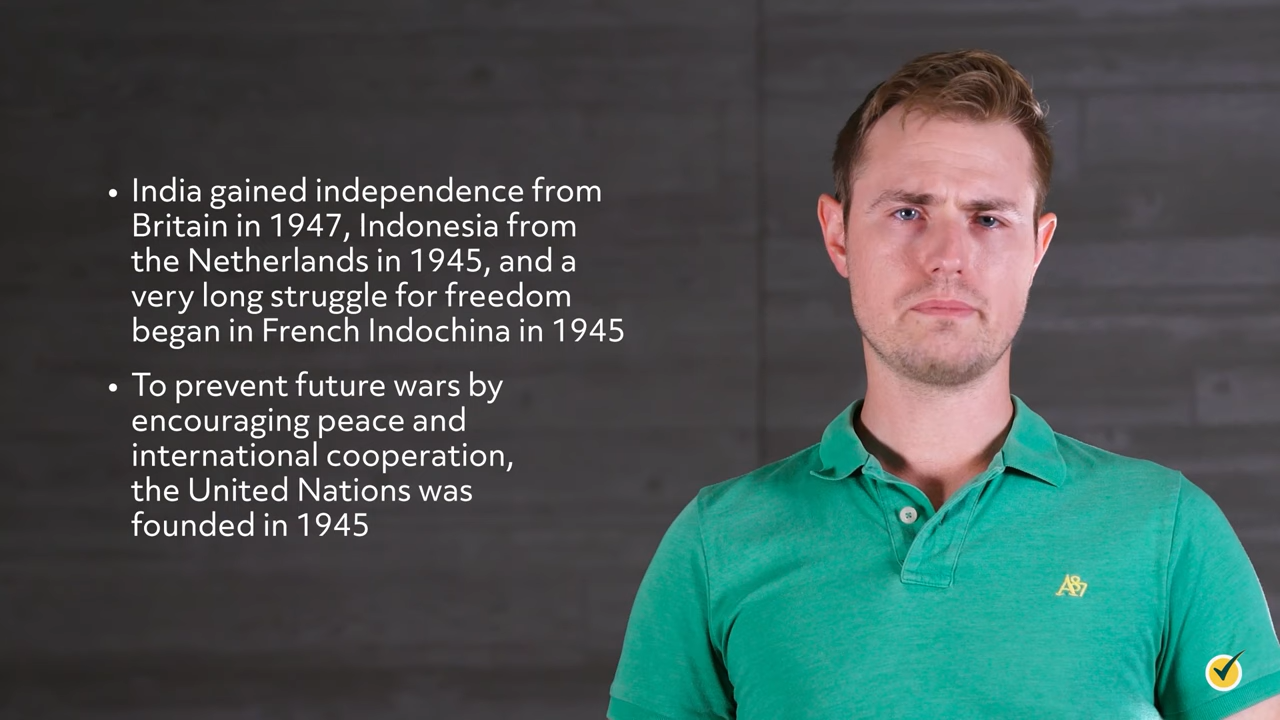 • India gained independence from
Britain in 1947, Indonesia from
the Netherlands in 1945, and a
very long struggle for freedom
began in French Indochina in 1945
• To prevent future wars by
encouraging peace and
international cooperation,
the United Nations was
founded in 1945
A87